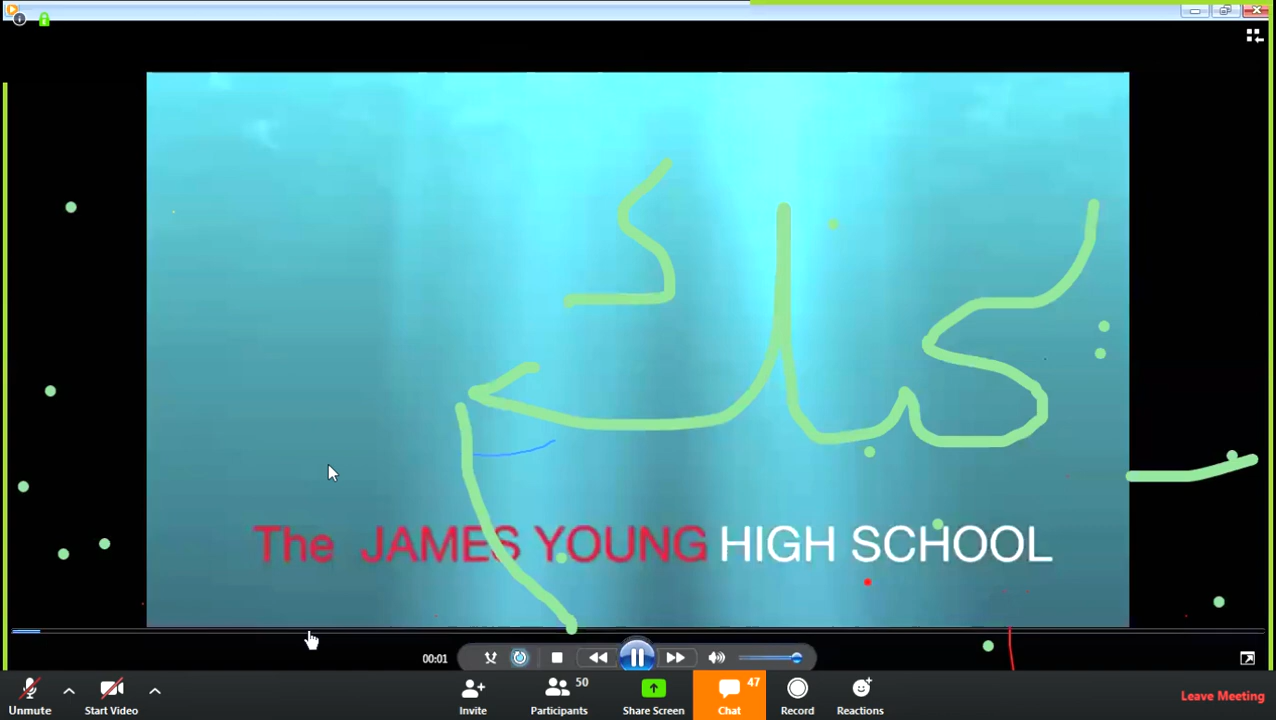 The JAMES YOUNG HIGH SCHOOL
00:01
50
47
Unmute
Start Video
Invite
Participants
Share Screen
Chat
Record
Reactions
Leave Meeting